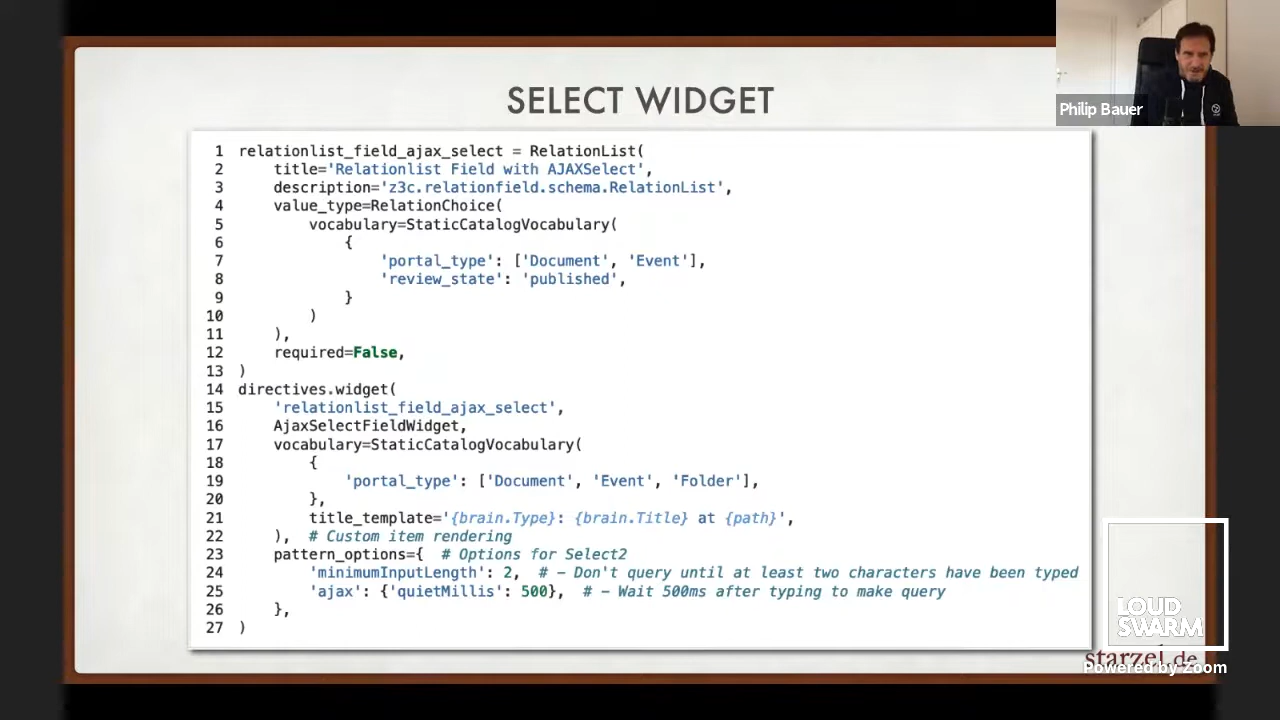 SELECT WIDGET
Philip Bauer
1 relationlist_field_ajax_select = RelationList(
2     title='Relationlist Field with AJAXSelect',
3     description='z3c.relationfield.schema.RelationList',
4     value_type=RelationChoice(
5         vocabulary=StaticCatalogVocabulary(
6             {
7                 'portal_type': ['Document', 'Event'],
8                 'review_state': 'published',
9             }
10         )
11     ),
12     required=False,
13 )
14 directives.widget(
15     'relationlist_field_ajax_select',
16     AjaxSelectFieldWidget,
17     vocabulary=StaticCatalogVocabulary(
18         {
19             'portal_type': ['Document', 'Event', 'Folder'],
20         },
21         title_template='{brain.Type}: {brain.Title} at {path}',
22     ),  # Custom item rendering
23     pattern_options={  # Options for Select2
24         'minimumInputLength': 2,  # - Don't query until at least two characters have been typed
25         'ajax': {'quietMillis': 500},  # - Wait 500ms after typing to make query
26     },
27 )
LOUD
SWARM
starzel.de
Powered by Zoom